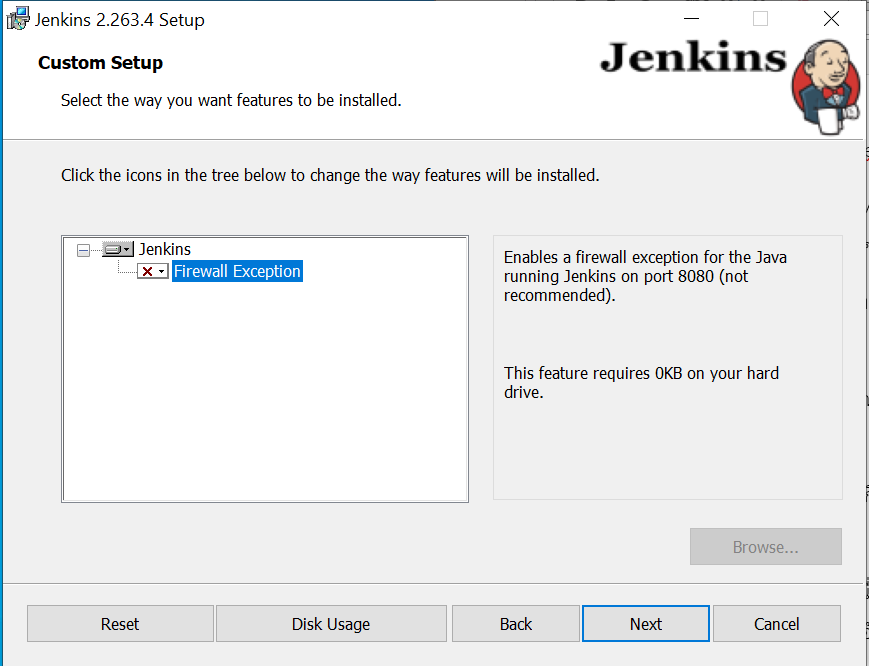 Jenkins 2.263.4 Setup
Custom Setup
Jenkins
Select the way you want features to be installed.
Click the icons in the tree below to change the way features will be installed.
Jenkins
Firewall Exception
Enables a firewall exception for the Java
running Jenkins on port 8080 (not
recommended).
This feature requires 0KB on your hard
drive.
Browse...
Reset
Disk Usage
Back
Next
Cancel